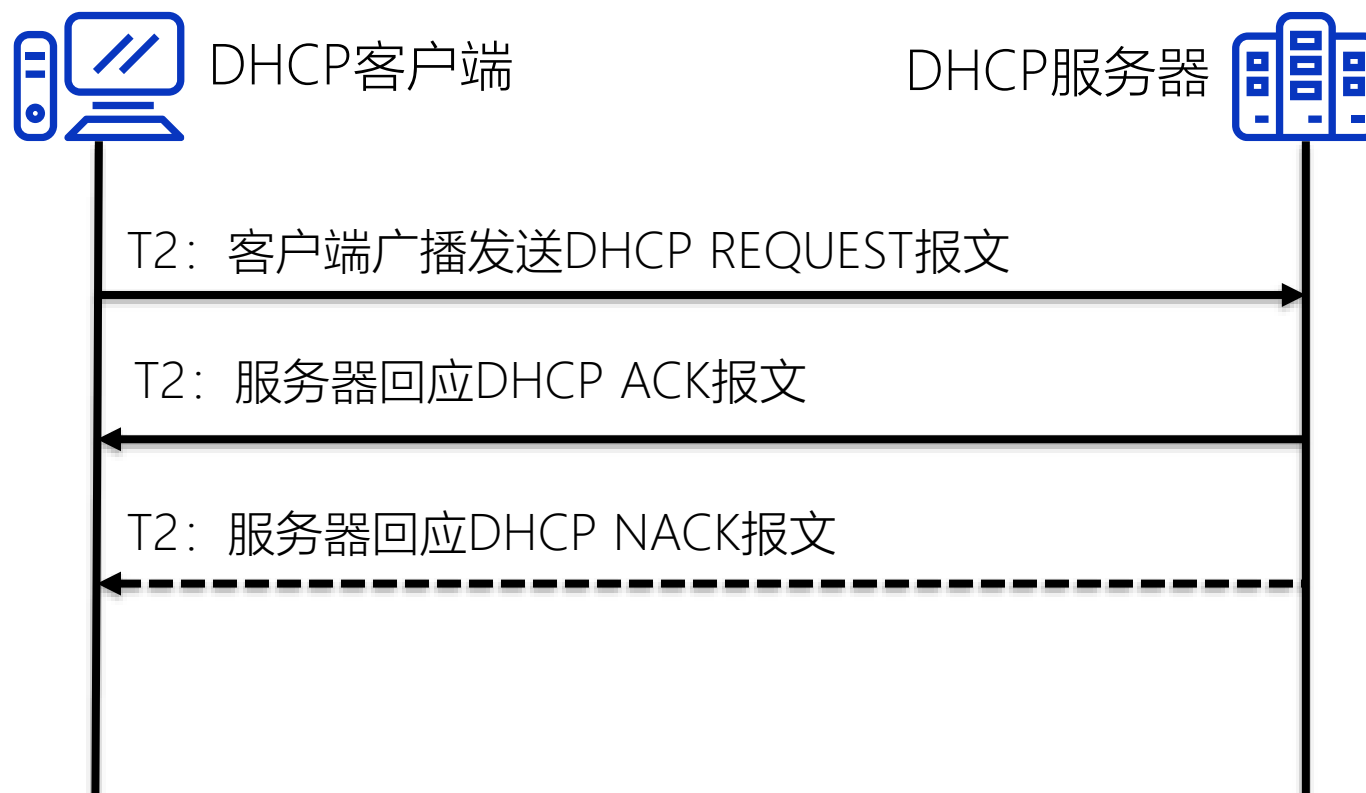 DHCP客户端
DHCP服务器
T2：客户端广播发送DHCP REQUEST报文
T2：服务器回应DHCP ACK报文
T2：服务器回应DHCP NACK报文